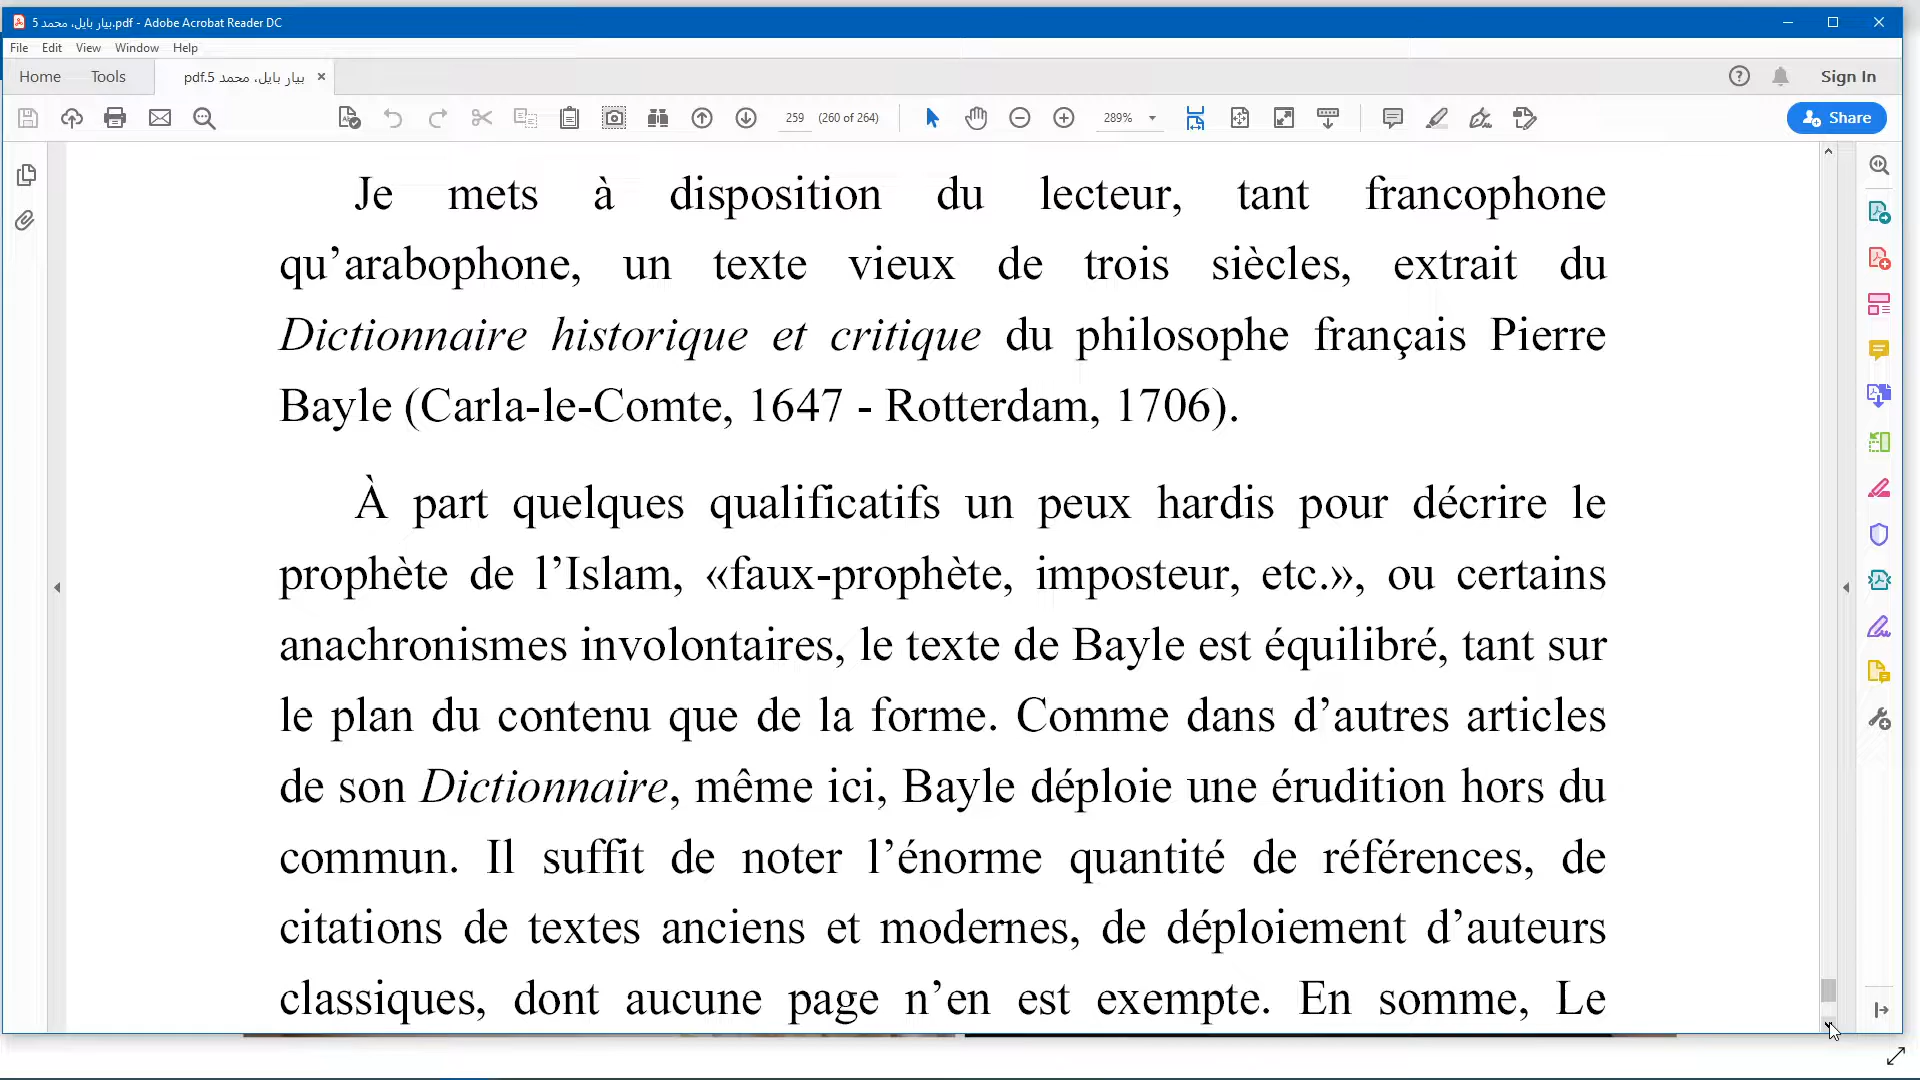 بيار بايل، محمد 5.pdf - Adobe Acrobat Reader DC
File Edit View Window Help
Home Tools بيار بايل، محمد 5.pdf × Sign In
259 (260 of 264) 289% Share
Je mets à disposition du lecteur, tant francophone
qu’arabophone, un texte vieux de trois siècles, extrait du
Dictionnaire historique et critique du philosophe français Pierre
Bayle (Carla-le-Comte, 1647 - Rotterdam, 1706).
À part quelques qualificatifs un peux hardis pour décrire le
prophète de l’Islam, «faux-prophète, imposteur, etc.», ou certains
anachronismes involontaires, le texte de Bayle est équilibré, tant sur
le plan du contenu que de la forme. Comme dans d’autres articles
de son Dictionnaire, même ici, Bayle déploie une érudition hors du
commun. Il suffit de noter l’énorme quantité de références, de
citations de textes anciens et modernes, de déploiement d’auteurs
classiques, dont aucune page n’en est exempte. En somme, Le